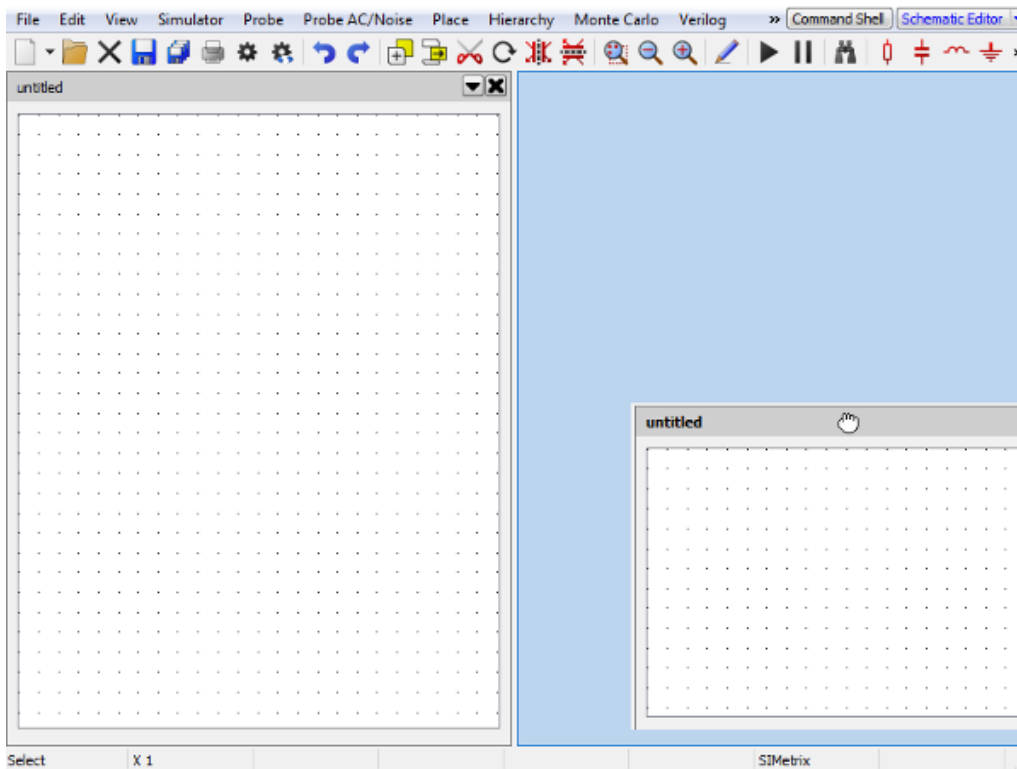 File Edit View Simulator Probe Probe AC/Noise Place Hierarchy Monte Carlo Verilog » Command Shell Schematic Editor
untitled
untitled
Select X 1 SIMetrix